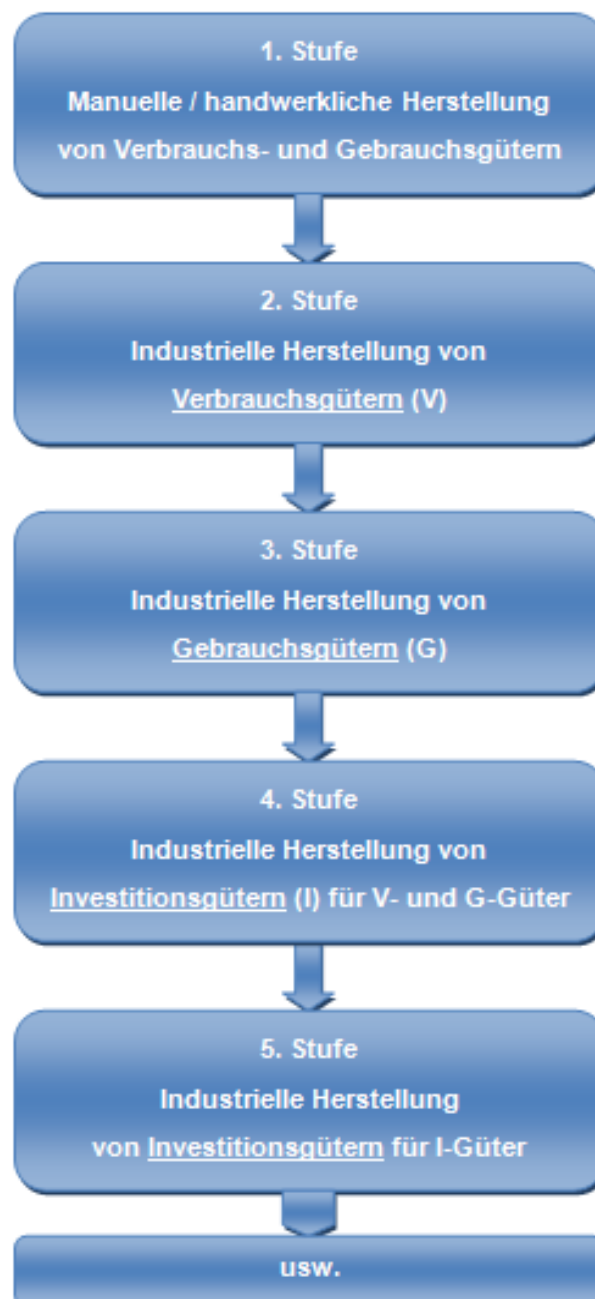 1. Stufe
Manuelle / handwerkliche Herstellung
von Verbrauchs- und Gebrauchsgütern
2. Stufe
Industrielle Herstellung von
Verbrauchsgütern (V)
3. Stufe
Industrielle Herstellung von
Gebrauchsgütern (G)
4. Stufe
Industrielle Herstellung von
Investitionsgütern (I) für V- und G-Güter
5. Stufe
Industrielle Herstellung
von Investitionsgütern für I-Güter
usw.